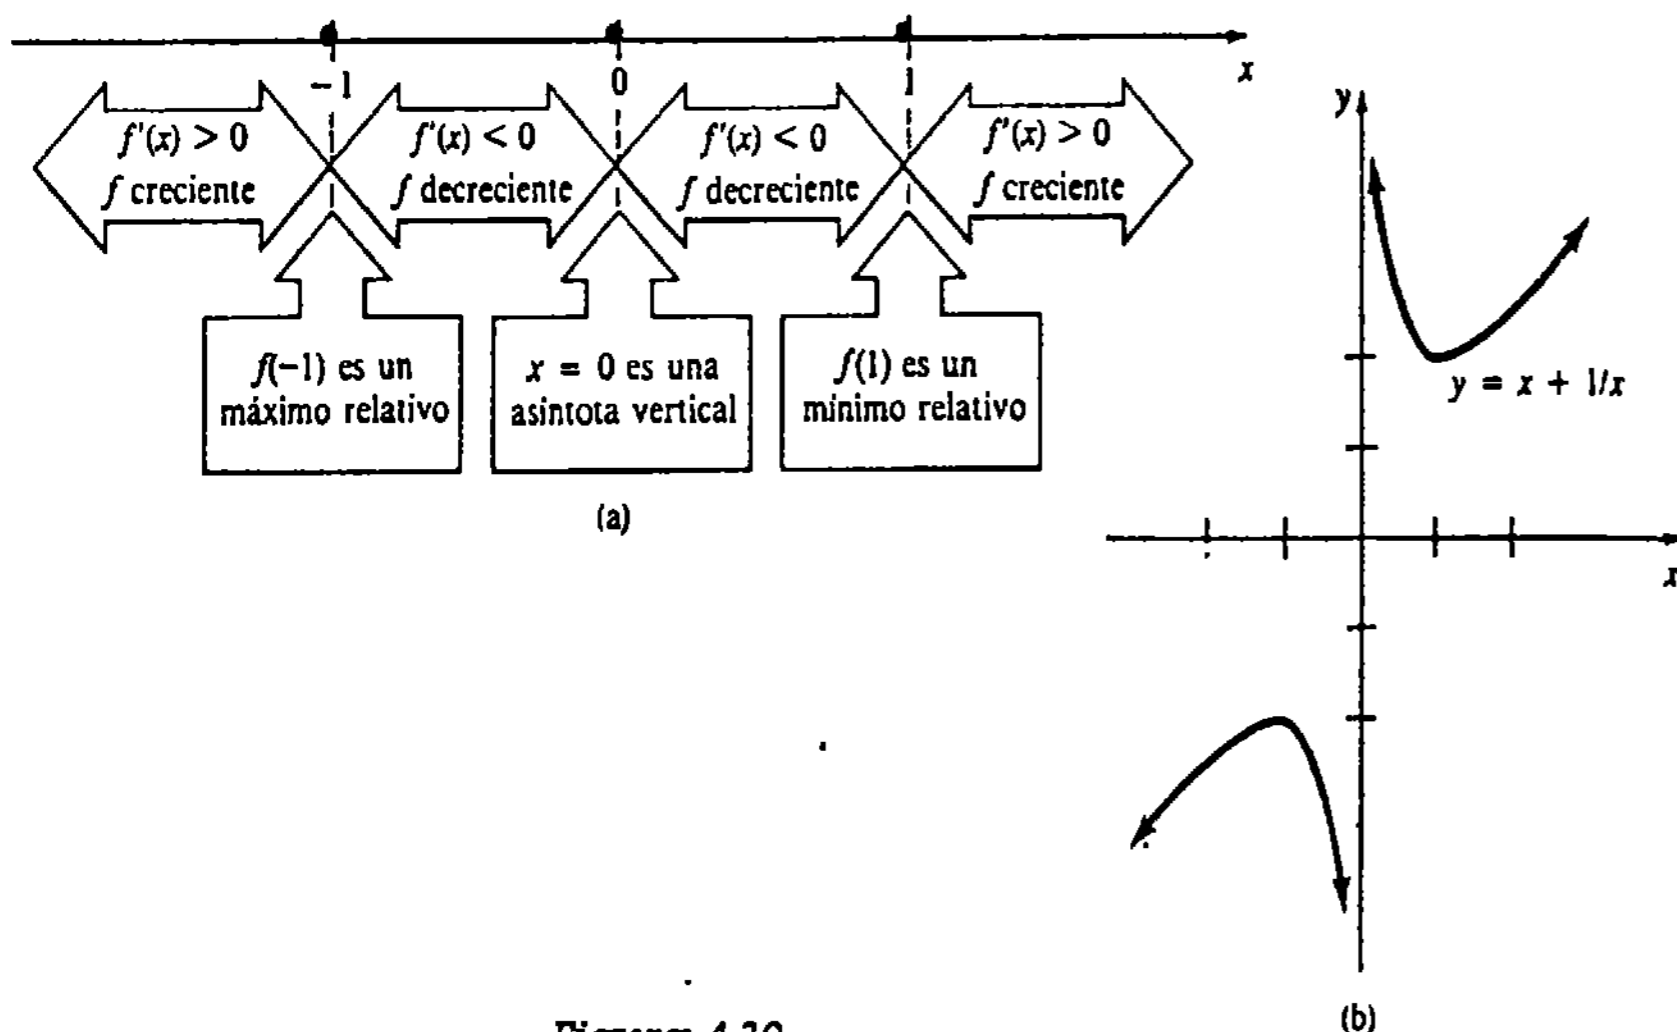 x
-1
0
1
f'(x) > 0
f creciente
f'(x) < 0
f decreciente
f'(x) < 0
f decreciente
f'(x) > 0
f creciente
f(-1) es un
máximo relativo
x = 0 es una
asintota vertical
f(1) es un
mínimo relativo
(a)
y
y = x + 1/x
x
(b)